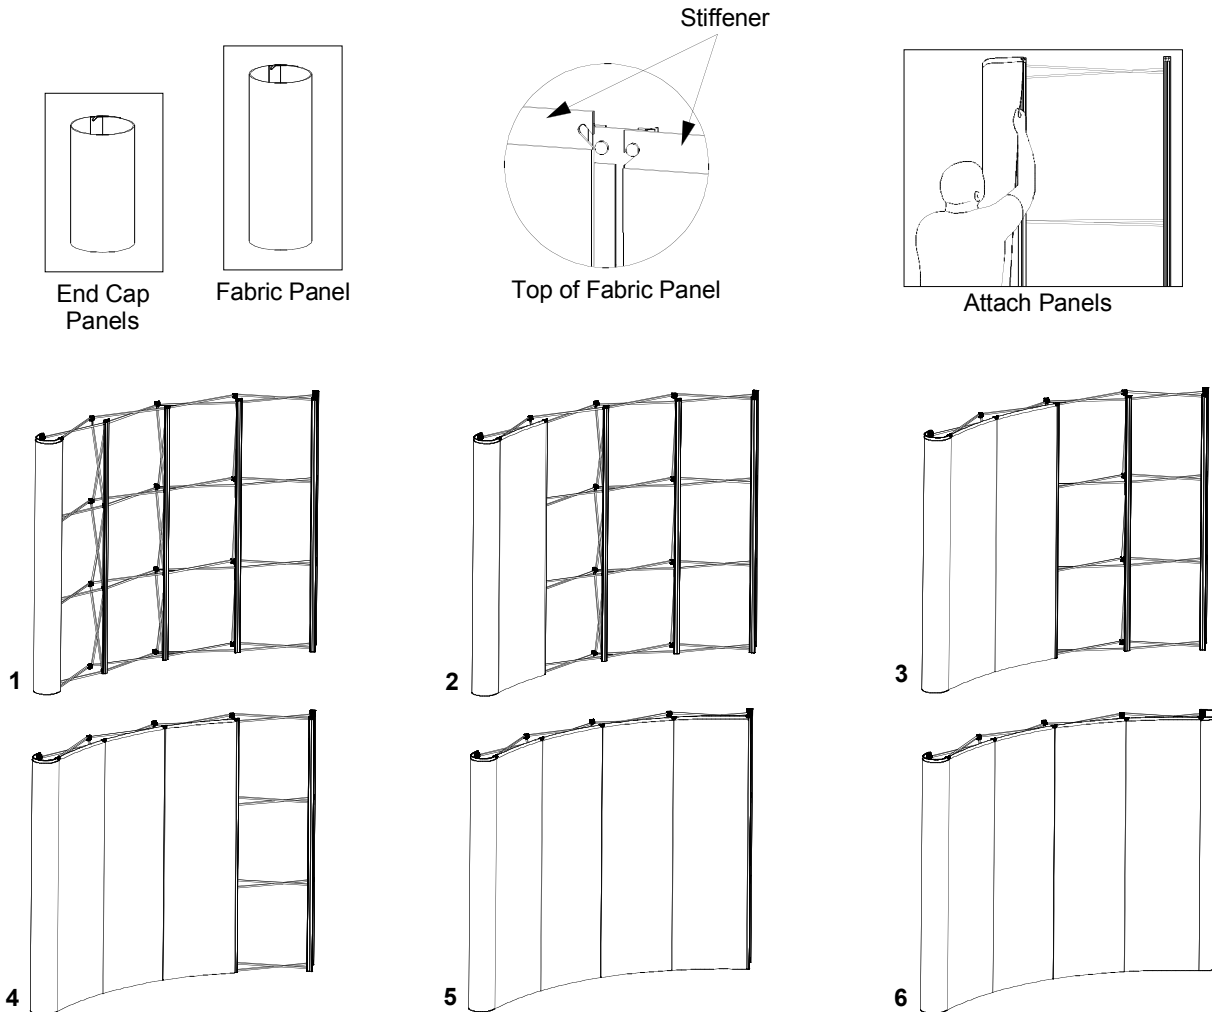 Stiffener
End Cap
Panels
Fabric Panel
Top of Fabric Panel
Attach Panels
1
2
3
4
5
6